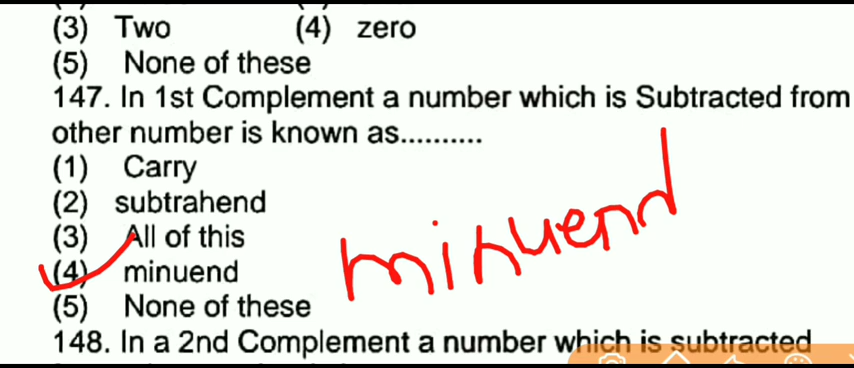 (3) Two (4) zero
(5) None of these
147. In 1st Complement a number which is Subtracted from
other number is known as..........
(1) Carry
(2) subtrahend
(3) All of this
(4) minuend
(5) None of these
minuend
148. In a 2nd Complement a number which is subtracted